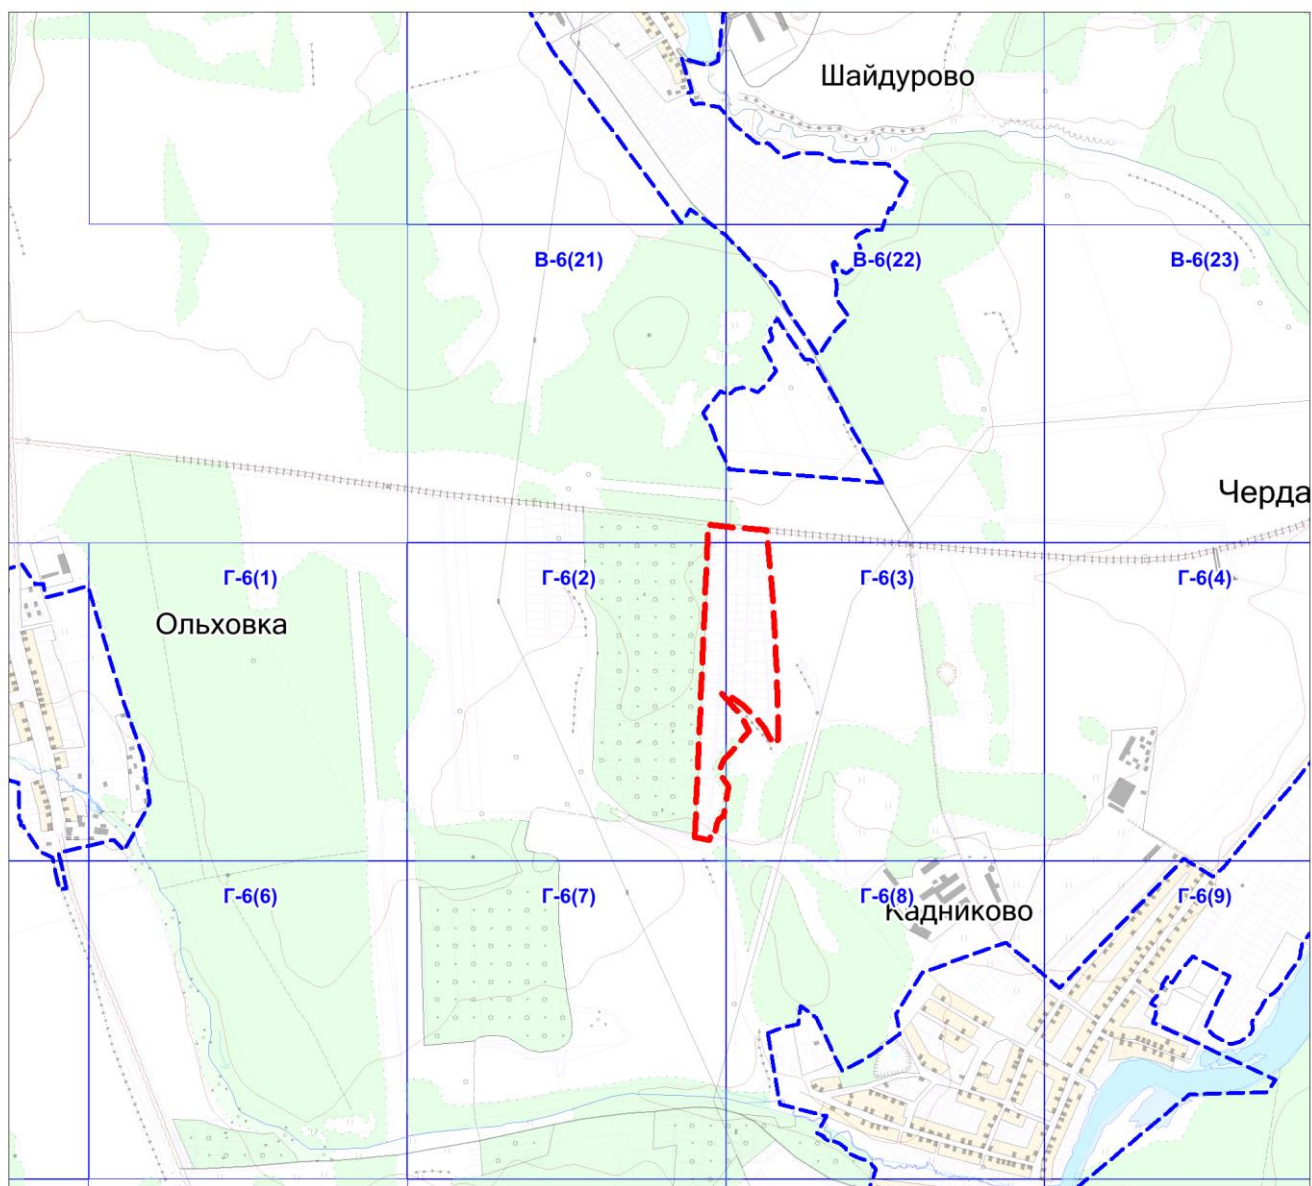 Шайдурово
В-6(21)
В-6(22)
В-6(23)
Черда
Г-6(1)
Г-6(2)
Г-6(3)
Г-6(4)
Ольховка
Г-6(6)
Г-6(7)
Г-6(8)
Г-6(9)
Кадниково